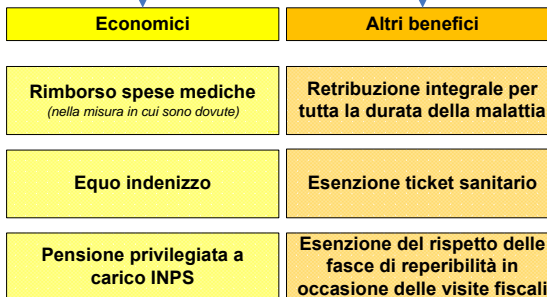 Economici
Altri benefici
Rimborso spese mediche
(nella misura in cui sono dovute)
Retribuzione integrale per
tutta la durata della malattia
Equo indenizzo
Esenzione ticket sanitario
Pensione privilegiata a
carico INPS
Esenzione del rispetto delle
fasce di reperibilità in
occasione delle visite fiscali